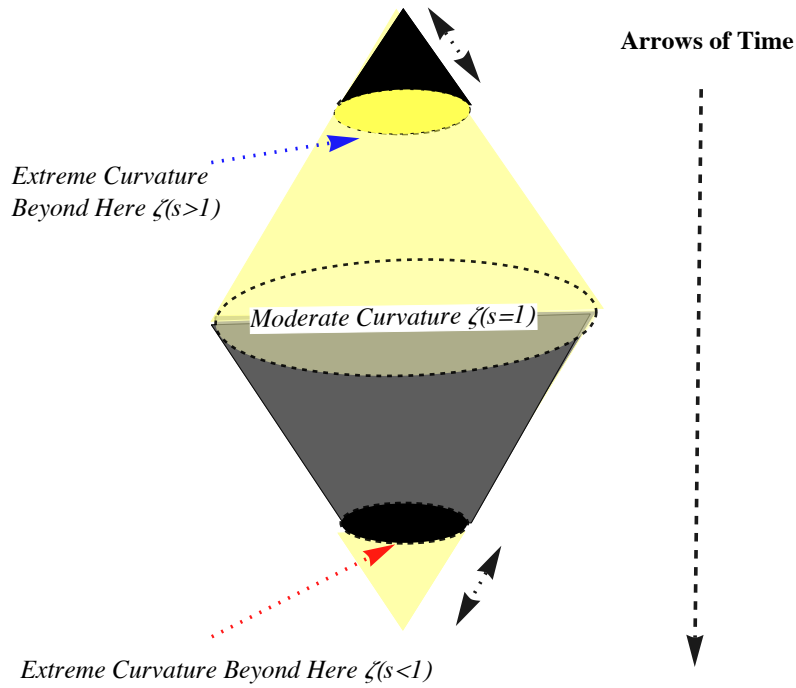 Arrows of Time
Extreme Curvature
Beyond Here ζ(s>1)
Moderate Curvature ζ(s=1)
Extreme Curvature Beyond Here ζ(s<1)